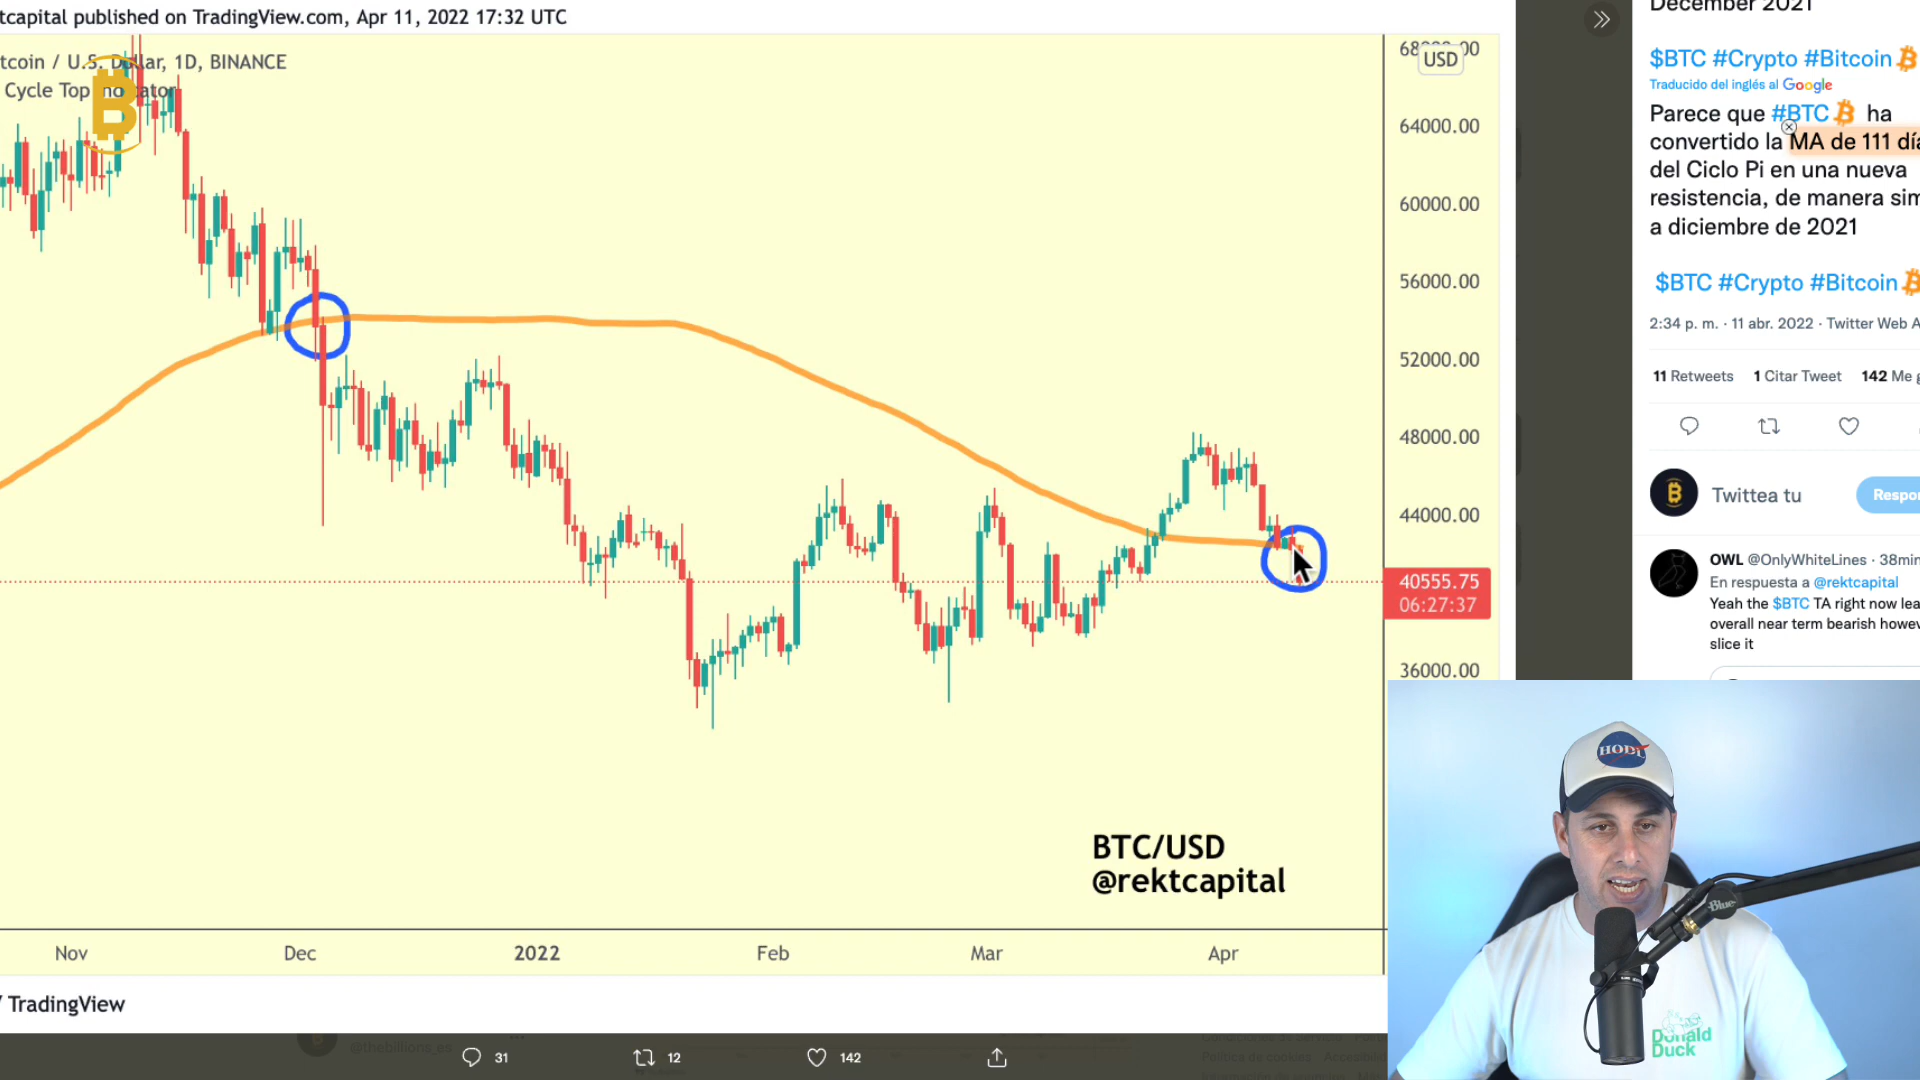 tcapital published on TradingView.com, Apr 11, 2022 17:32 UTC
tcoin / U.S. Dollar, 1D, BINANCE
Cycle Top Indicator
USD
64000.00
60000.00
56000.00
52000.00
48000.00
44000.00
40555.75
06:27:37
36000.00
BTC/USD
@rektcapital
Nov
Dec
2022
Feb
Mar
Apr
TradingView
@thebillions_es
31
12
142
December 2021
$BTC #Crypto #Bitcoin
Traducido del inglés al Google
Parece que #BTC ha
convertido la MA de 111 día
del Ciclo Pi en una nueva
resistencia, de manera sim
a diciembre de 2021
$BTC #Crypto #Bitcoin
2:34 p. m. · 11 abr. 2022 · Twitter Web A
11 Retweets 1 Citar Tweet 142 Me g
Twittea tu
Respon
OWL @OnlyWhiteLines · 38min
En respuesta a @rektcapital
Yeah the $BTC TA right now lea
overall near term bearish howev
slice it
HODL
Blue
Donald
Duck